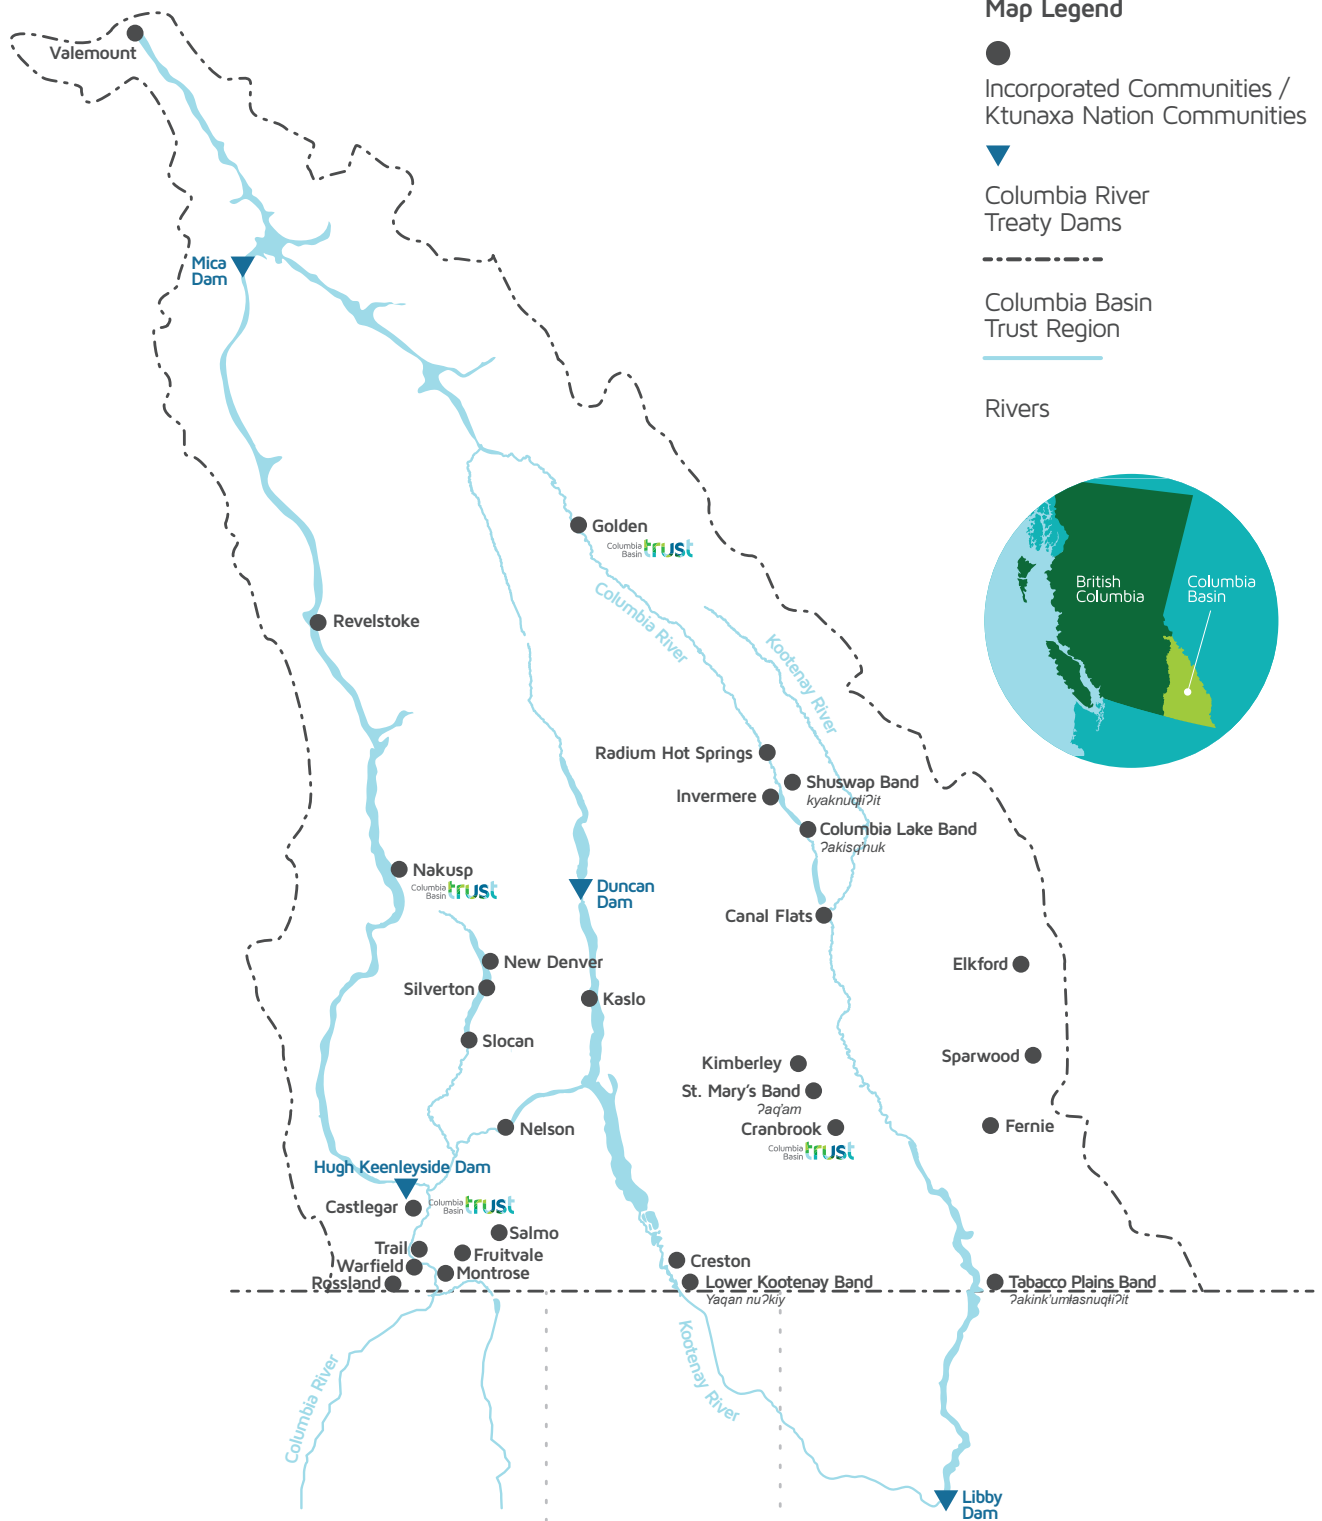 Map Legend
Incorporated Communities /
Ktunaxa Nation Communities
Columbia River
Treaty Dams
Columbia Basin
Trust Region
Rivers
British
Columbia
Columbia
Basin
Valemount
Mica
Dam
Golden
Columbia
Basin trust
Columbia River
Kootenay River
Revelstoke
Radium Hot Springs
Shuswap Band
kyaknuqⱡiʔit
Invermere
Columbia Lake Band
ʔakisq̓nuk
Nakusp
Columbia
Basin trust
Duncan
Dam
Canal Flats
New Denver
Elkford
Silverton
Kaslo
Slocan
Sparwood
Kimberley
St. Mary's Band
ʔaq̓am
Nelson
Cranbrook
Columbia
Basin trust
Fernie
Hugh Keenleyside Dam
Castlegar
Columbia
Basin trust
Salmo
Trail
Fruitvale
Warfield
Montrose
Rossland
Creston
Lower Kootenay Band
Yaqan nuʔkiy
Tabacco Plains Band
ʔakink̓umⱡasnuqⱡiʔit
Columbia River
Kootenay River
Libby
Dam